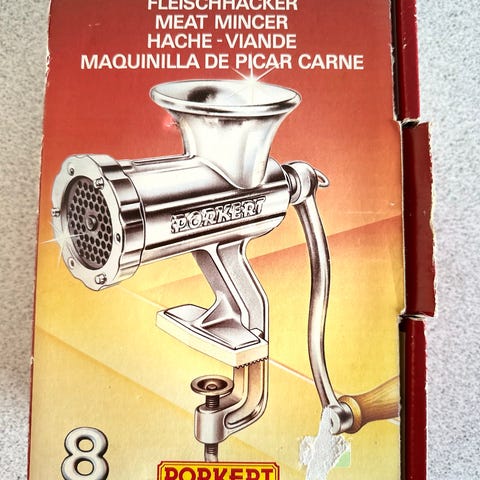 FLEISCHHACKER
MEAT MINCER
HACHE-VIANDE
MAQUINILLA DE PICAR CARNE
PORKERT
8
PORKERT